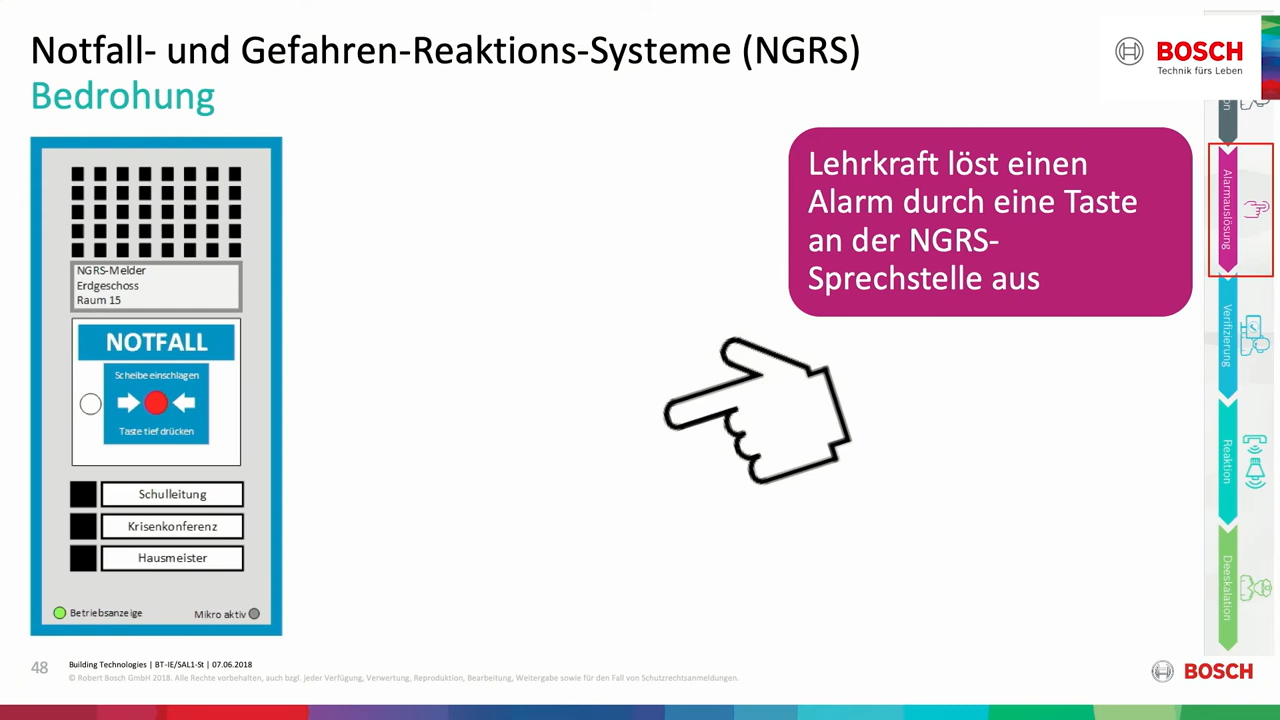 Notfall- und Gefahren-Reaktions-Systeme (NGRS)
Bedrohung
BOSCH
Technik fürs Leben
NGRS-Melder
Erdgeschoss
Raum 15
NOTFALL
Scheibe einschlagen
Taste tief drücken
Schulleitung
Krisenkonferenz
Hausmeister
Betriebsanzeige
Mikro aktiv
Lehrkraft löst einen
Alarm durch eine Taste
an der NGRS-
Sprechstelle aus
Alarmauslösung
Verifizierung
Reaktion
Deeskalation
48
Building Technologies | BT-IE/SAL1-St | 07.06.2018
© Robert Bosch GmbH 2018. Alle Rechte vorbehalten, auch bzgl. jeder Verfügung, Verwertung, Reproduktion, Bearbeitung, Weitergabe sowie für den Fall von Schutzrechtsanmeldungen.
BOSCH